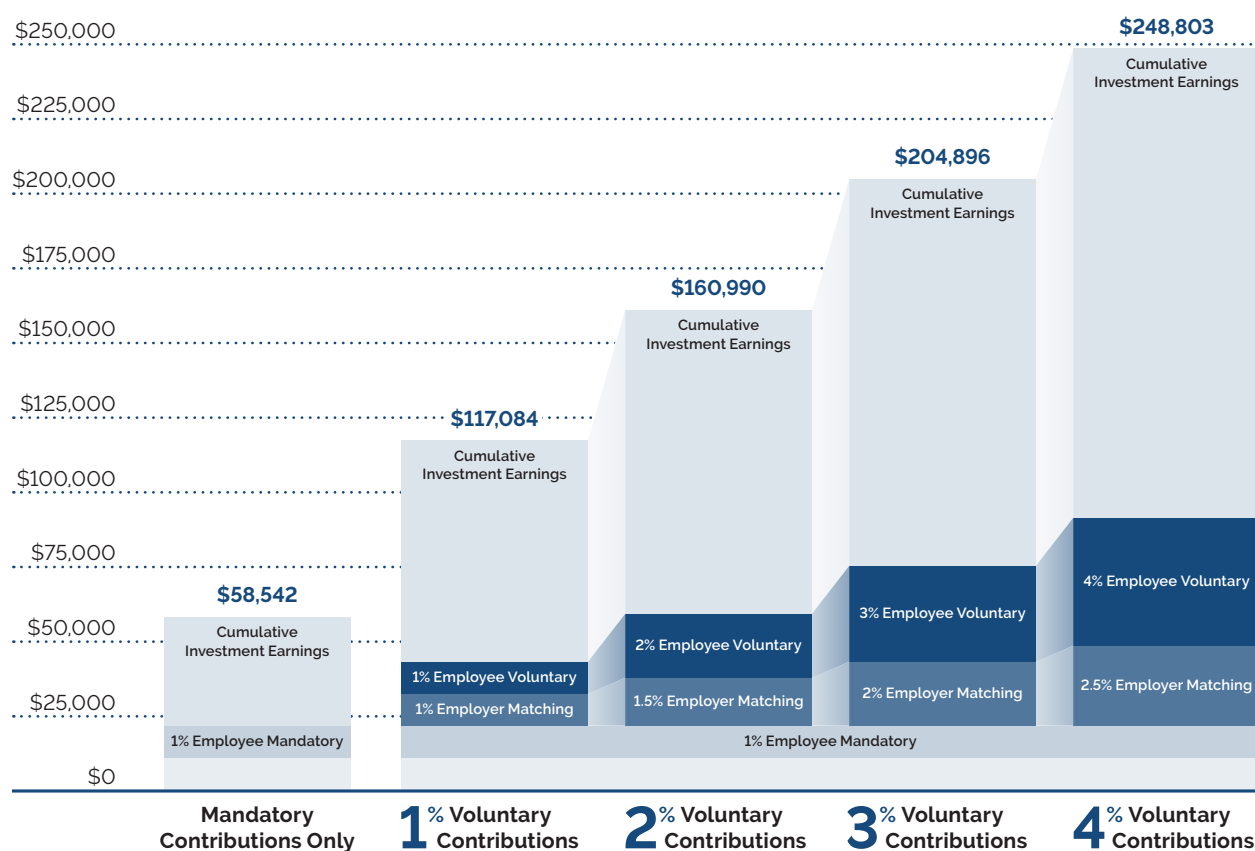 $250,000
$225,000
$200,000
$175,000
$150,000
$125,000
$100,000
$75,000
$50,000
$25,000
$0
$58,542
Cumulative
Investment Earnings
1% Employee Mandatory
$117,084
Cumulative
Investment Earnings
1% Employee Voluntary
1% Employer Matching
$160,990
Cumulative
Investment Earnings
2% Employee Voluntary
1.5% Employer Matching
$204,896
Cumulative
Investment Earnings
3% Employee Voluntary
2% Employer Matching
$248,803
Cumulative
Investment Earnings
4% Employee Voluntary
2.5% Employer Matching
1% Employee Mandatory
Mandatory
Contributions Only
1% Voluntary
Contributions
2% Voluntary
Contributions
3% Voluntary
Contributions
4% Voluntary
Contributions